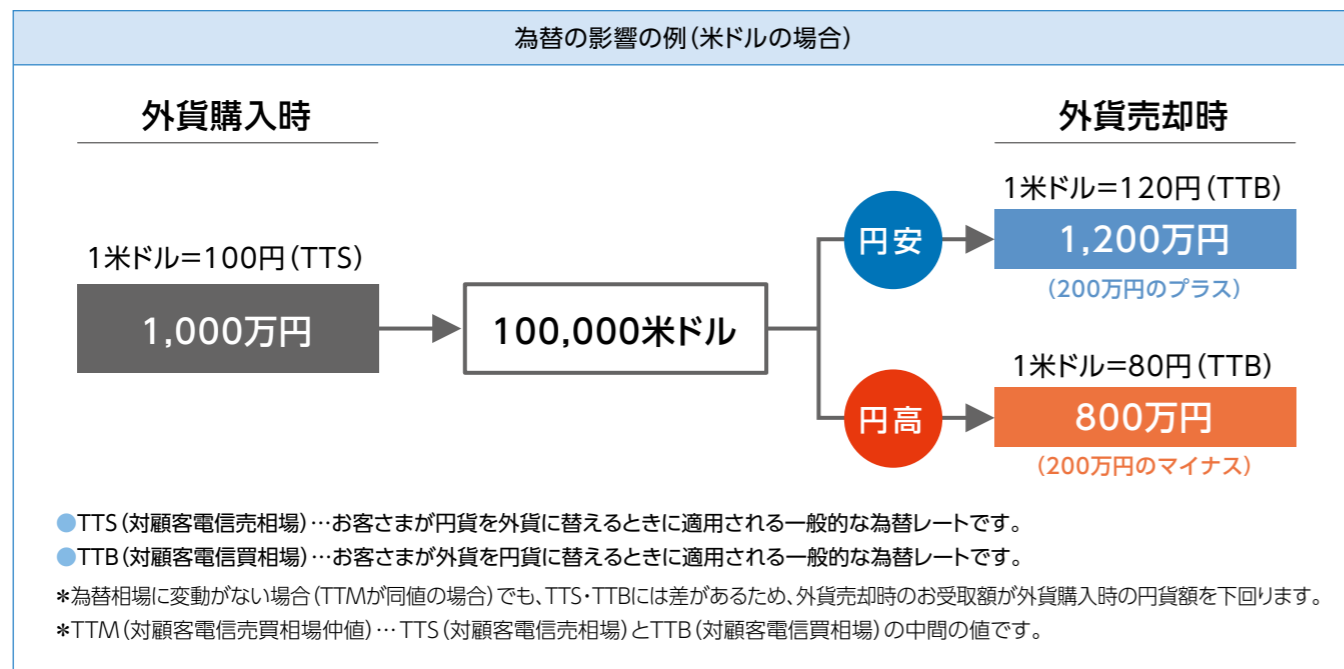 為替の影響の例(米ドルの場合)
外貨購入時
外貨売却時
1米ドル=100円(TTS)
1,000万円
100,000米ドル
円安
1米ドル=120円(TTB)
1,200万円
(200万円のプラス)
円高
1米ドル=80円(TTB)
800万円
(200万円のマイナス)
●TTS(対顧客電信売相場)…お客さまが円貨を外貨に替えるときに適用される一般的な為替レートです。
●TTB(対顧客電信買相場)…お客さまが外貨を円貨に替えるときに適用される一般的な為替レートです。
*為替相場に変動がない場合(TTMが同値の場合)でも、TTS・TTBには差があるため、外貨売却時のお受取額が外貨購入時の円貨額を下回ります。
*TTM(対顧客電信売買相場仲値)…TTS(対顧客電信売相場)とTTB(対顧客電信買相場)の中間の値です。